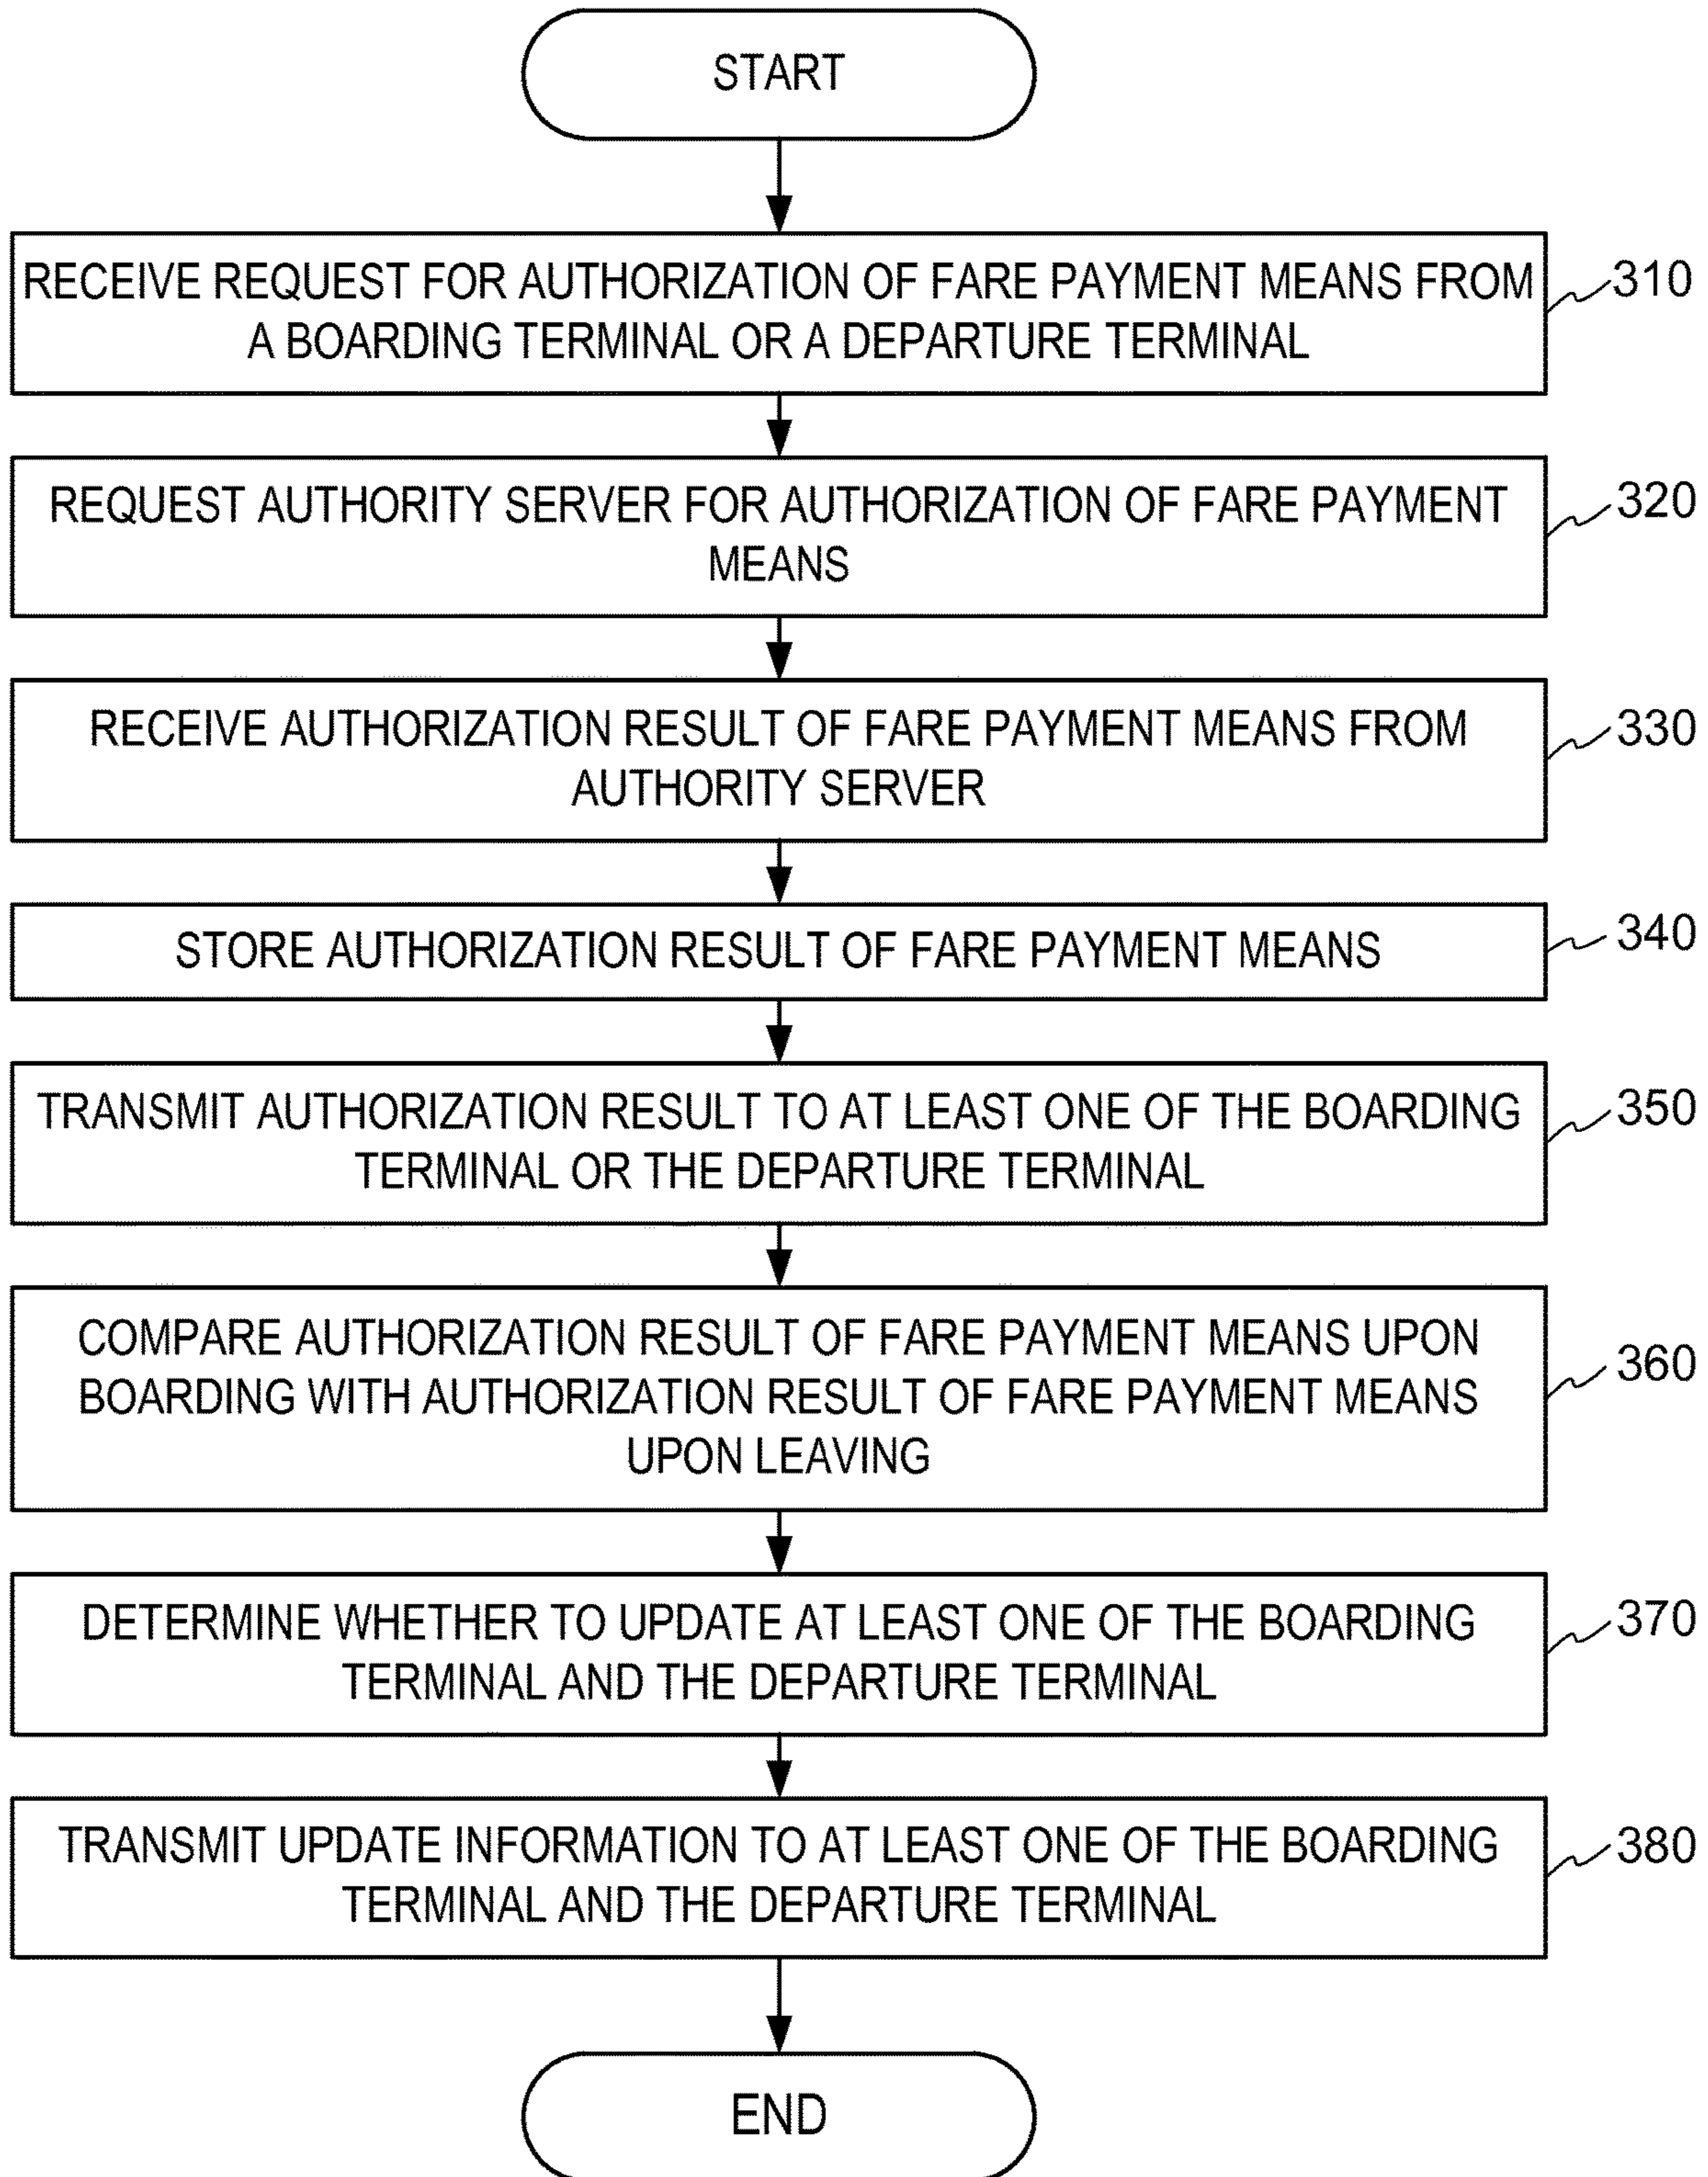 START
RECEIVE REQUEST FOR AUTHORIZATION OF FARE PAYMENT MEANS FROM
A BOARDING TERMINAL OR A DEPARTURE TERMINAL
310
REQUEST AUTHORITY SERVER FOR AUTHORIZATION OF FARE PAYMENT
MEANS
320
RECEIVE AUTHORIZATION RESULT OF FARE PAYMENT MEANS FROM
AUTHORITY SERVER
330
STORE AUTHORIZATION RESULT OF FARE PAYMENT MEANS
340
TRANSMIT AUTHORIZATION RESULT TO AT LEAST ONE OF THE BOARDING
TERMINAL OR THE DEPARTURE TERMINAL
350
COMPARE AUTHORIZATION RESULT OF FARE PAYMENT MEANS UPON
BOARDING WITH AUTHORIZATION RESULT OF FARE PAYMENT MEANS
UPON LEAVING
360
DETERMINE WHETHER TO UPDATE AT LEAST ONE OF THE BOARDING
TERMINAL AND THE DEPARTURE TERMINAL
370
TRANSMIT UPDATE INFORMATION TO AT LEAST ONE OF THE BOARDING
TERMINAL AND THE DEPARTURE TERMINAL
380
END